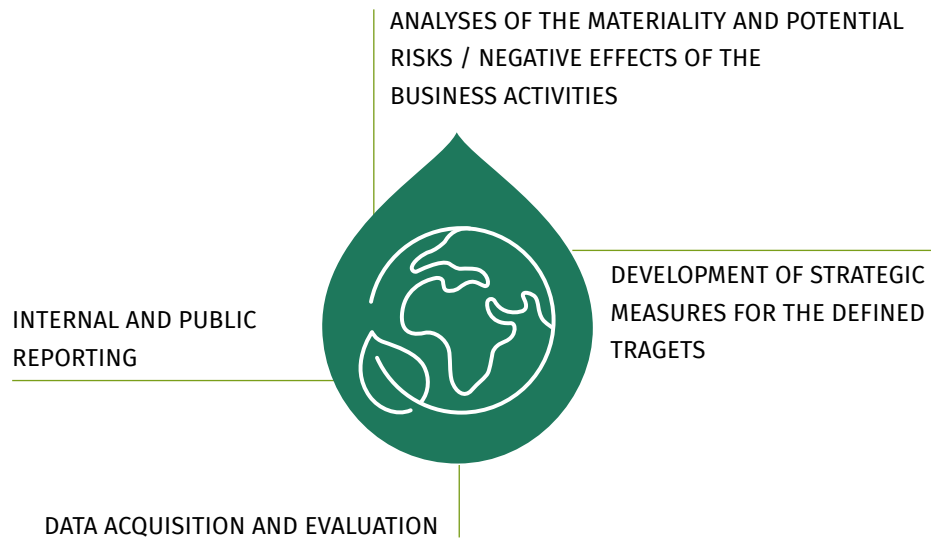 ANALYSES OF THE MATERIALITY AND POTENTIAL
RISKS / NEGATIVE EFFECTS OF THE
BUSINESS ACTIVITIES
DEVELOPMENT OF STRATEGIC
MEASURES FOR THE DEFINED
TRAGETS
INTERNAL AND PUBLIC
REPORTING
DATA ACQUISITION AND EVALUATION